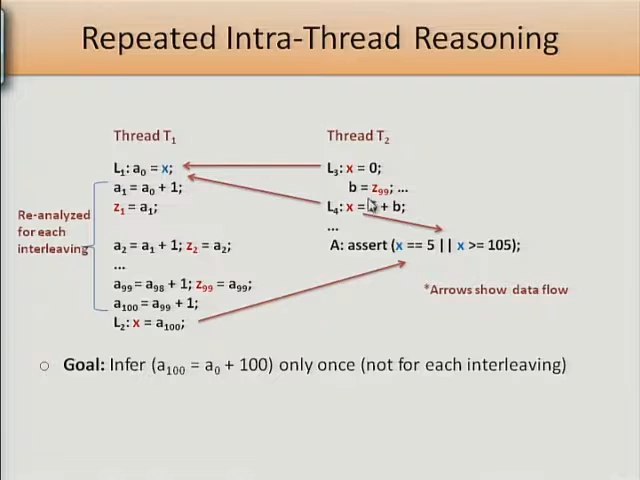 Repeated Intra-Thread Reasoning
Thread T₁
Thread T₂
L₁: a₀ = x;
L₃: x = 0;
a₁ = a₀ + 1;
b = z₉₉; ...
z₁ = a₁;
L₄: x = + b;
Re-analyzed
for each
interleaving
...
a₂ = a₁ + 1; z₂ = a₂;
A: assert (x == 5 || x >= 105);
...
a₉₉ = a₉₈ + 1; z₉₉ = a₉₉;
*Arrows show data flow
a₁₀₀ = a₉₉ + 1;
L₂: x = a₁₀₀;
Goal: Infer (a₁₀₀ = a₀ + 100) only once (not for each interleaving)